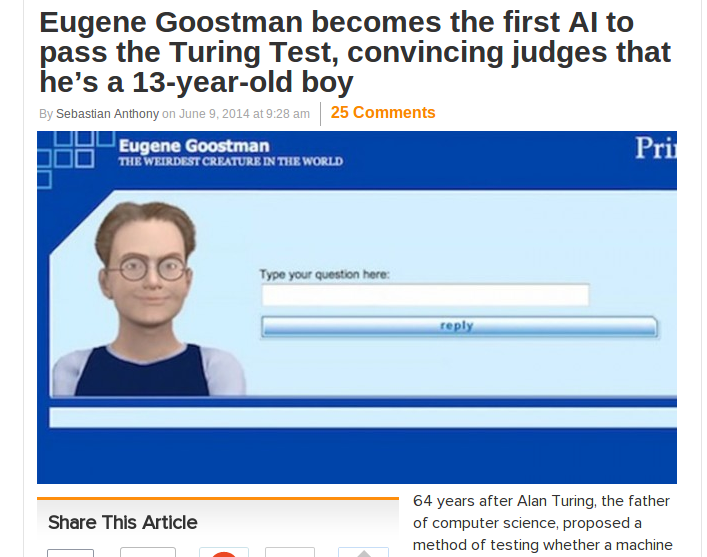 Eugene Goostman becomes the first AI to
pass the Turing Test, convincing judges that
he’s a 13-year-old boy
By Sebastian Anthony on June 9, 2014 at 9:28 am
25 Comments
Eugene Goostman
THE WEIRDEST CREATURE IN THE WORLD
Type your question here:
reply
Share This Article
64 years after Alan Turing, the father
of computer science, proposed a
method of testing whether a machine